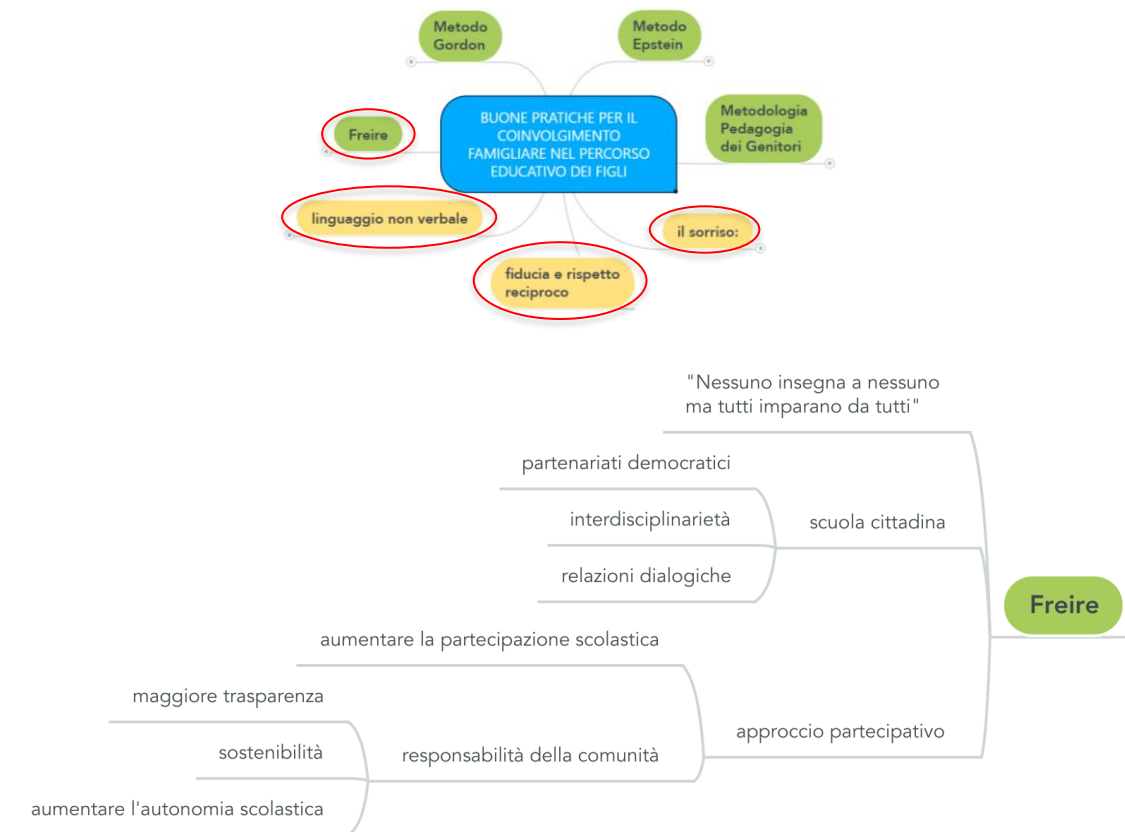 Metodo
Gordon
Metodo
Epstein
BUONE PRATICHE PER IL
COINVOLGIMENTO
FAMIGLIARE NEL PERCORSO
EDUCATIVO DEI FIGLI
Metodologia
Pedagogia
dei Genitori
Freire
linguaggio non verbale
il sorriso:
fiducia e rispetto
reciproco
"Nessuno insegna a nessuno
ma tutti imparano da tutti"
partenariati democratici
interdisciplinarietà
scuola cittadina
relazioni dialogiche
Freire
aumentare la partecipazione scolastica
maggiore trasparenza
approccio partecipativo
sostenibilità
responsabilità della comunità
aumentare l'autonomia scolastica